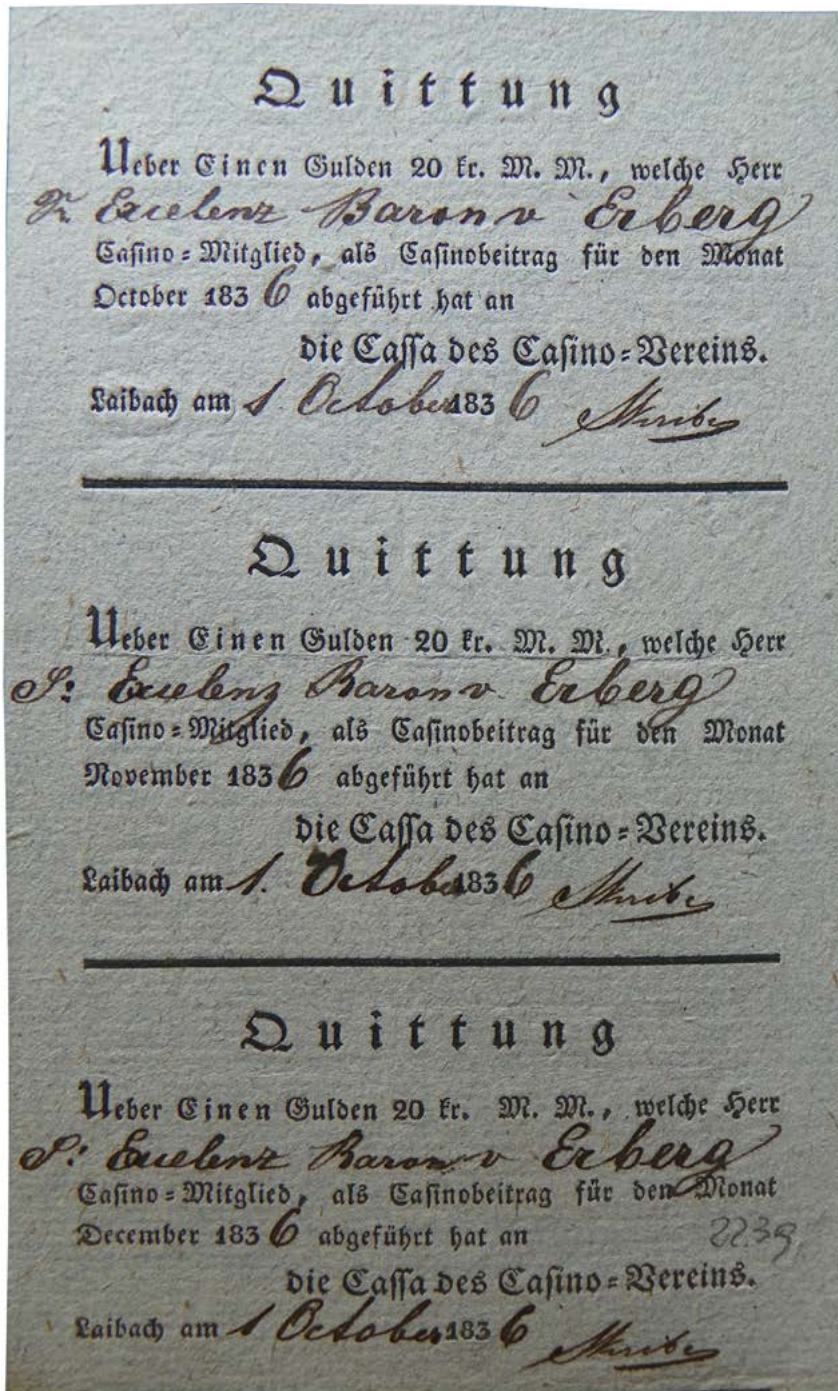 Quittung
Ueber Einen Gulden 20 kr. M. M., welche Herr
Excelenz Baron v Erberg
Casino=Mitglied, als Casinobeitrag für den Monat
October 1836 abgeführt hat an
die Cassa des Casino=Vereins.
Laibach am 1 October 1836
Quittung
Ueber Einen Gulden 20 kr. M. M., welche Herr
S: Excelenz Baron v. Erberg
Casino=Mitglied, als Casinobeitrag für den Monat
November 1836 abgeführt hat an
die Cassa des Casino=Vereins.
Laibach am 1. October 1836
Quittung
Ueber Einen Gulden 20 kr. M. M., welche Herr
S: Excelenz Baron v Erberg
Casino=Mitglied, als Casinobeitrag für den Monat
December 1836 abgeführt hat an
2239
die Cassa des Casino=Vereins.
Laibach am 1 October 1836